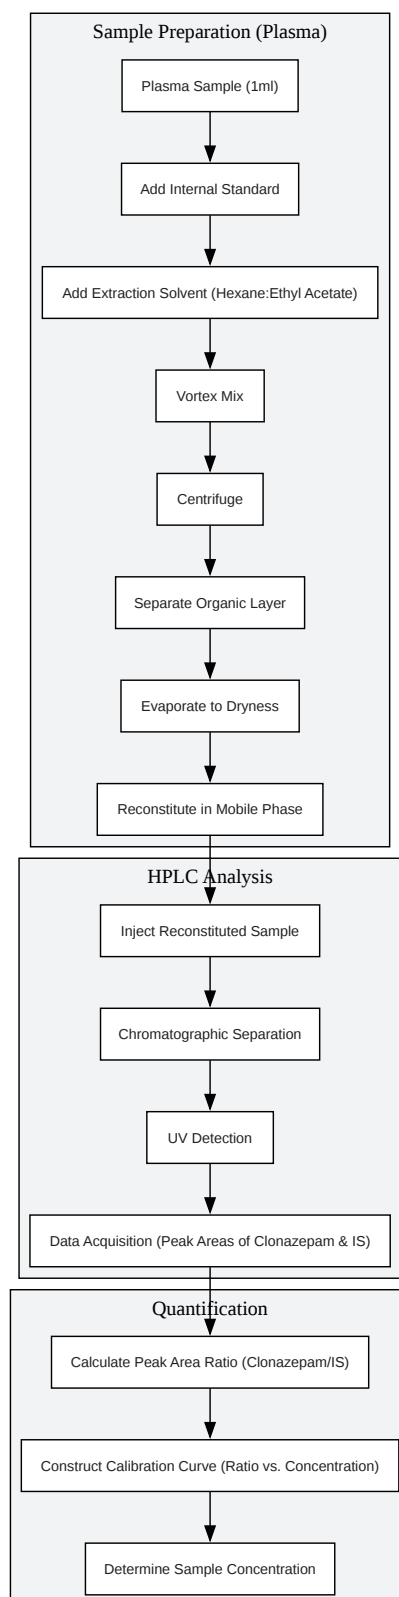 Sample Preparation (Plasma)
Plasma Sample (1ml)
Add Internal Standard
Add Extraction Solvent (Hexane:Ethyl Acetate)
Vortex Mix
Centrifuge
Separate Organic Layer
Evaporate to Dryness
Reconstitute in Mobile Phase
HPLC Analysis
Inject Reconstituted Sample
Chromatographic Separation
UV Detection
Data Acquisition (Peak Areas of Clonazepam & IS)
Quantification
Calculate Peak Area Ratio (Clonazepam/IS)
Construct Calibration Curve (Ratio vs. Concentration)
Determine Sample Concentration